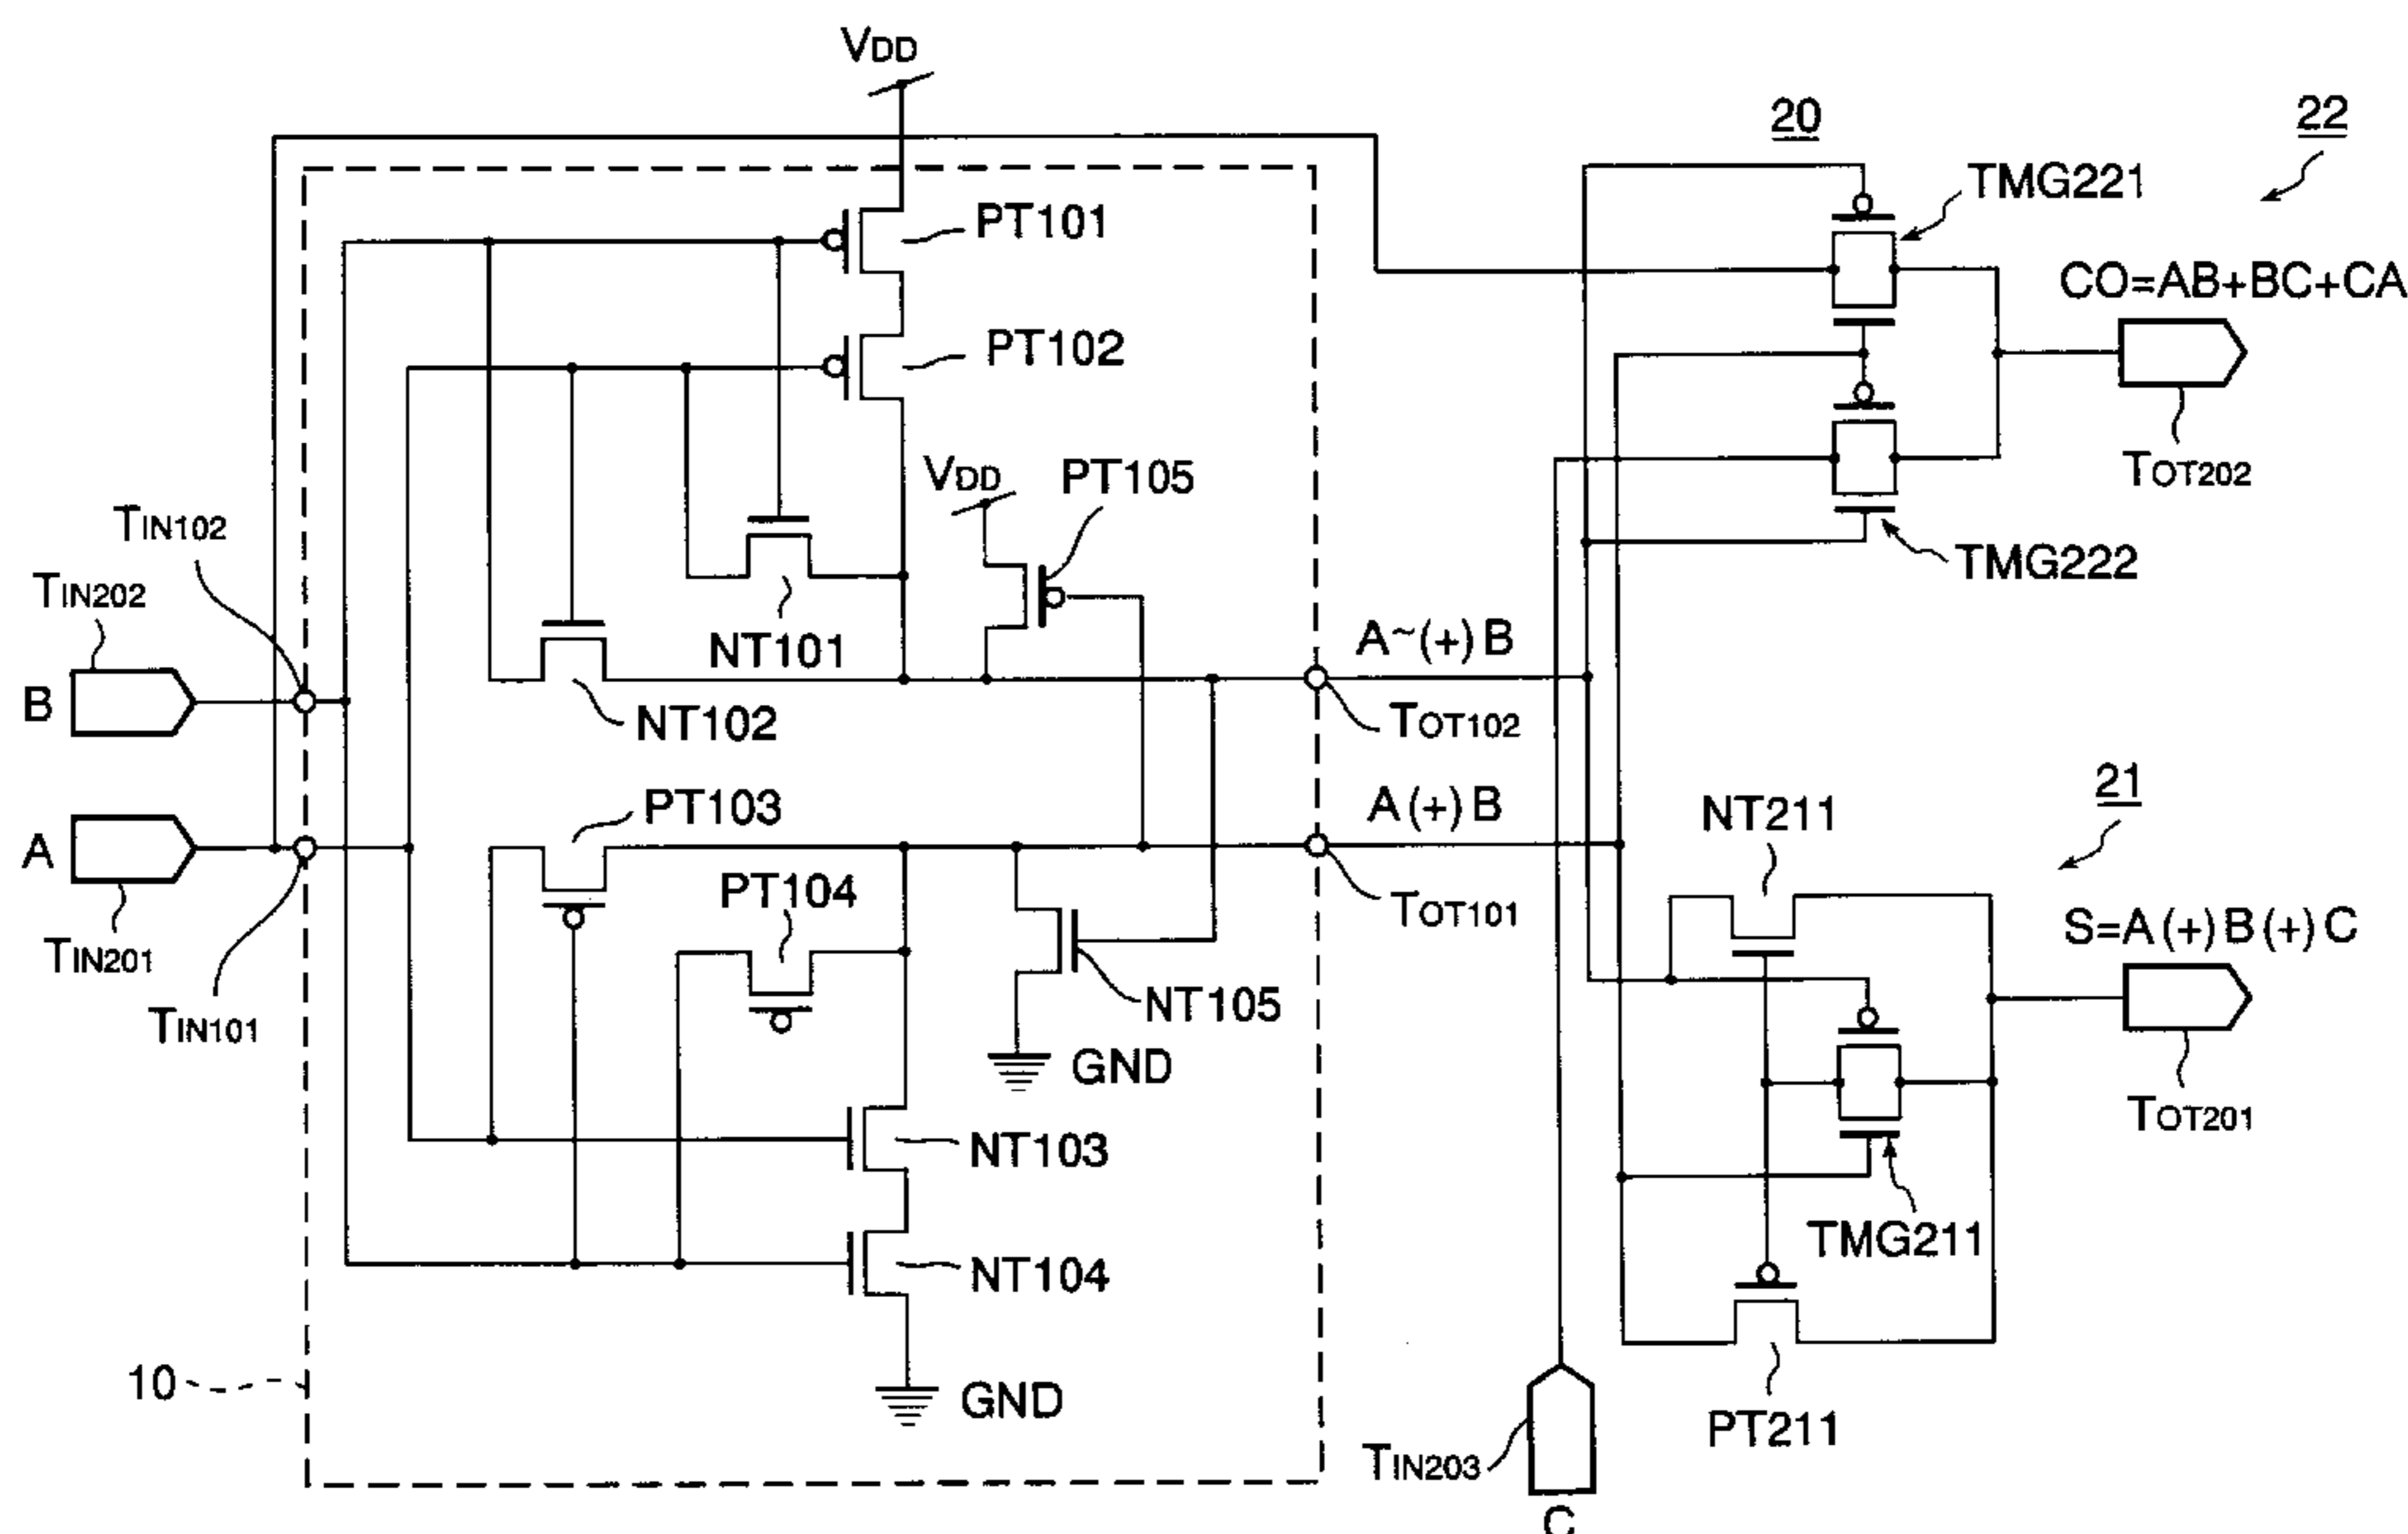 VDD
20
22
TMG221
PT101
CO=AB+BC+CA
PT102
VDD
PT105
TOT202
TIN102
TMG222
TIN202
NT101
A~(+)B
B
NT102
TOT102
21
PT103
A(+)B
NT211
A
PT104
TOT101
S=A(+)B(+)C
TIN201
NT105
TIN101
GND
TOT201
NT103
TMG211
NT104
10
GND
PT211
TIN203
C